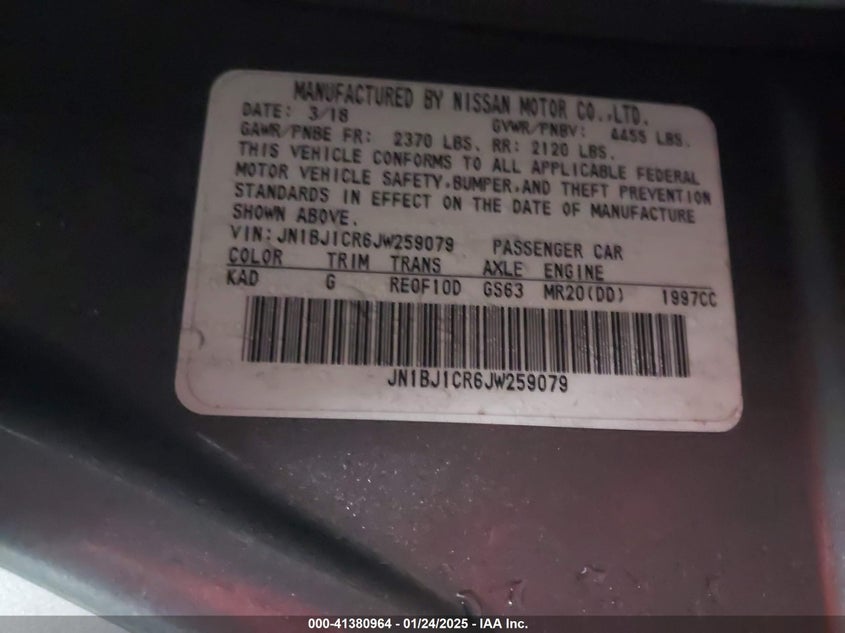 MANUFACTURED BY NISSAN MOTOR CO.,LTD.
DATE: 3/18 GVWR/PNBV: 4455 LBS.
GAWR/PNBE FR: 2370 LBS. RR: 2120 LBS.
THIS VEHICLE CONFORMS TO ALL APPLICABLE FEDERAL
MOTOR VEHICLE SAFETY,BUMPER,AND THEFT PREVENTION
STANDARDS IN EFFECT ON THE DATE OF MANUFACTURE
SHOWN ABOVE.
VIN: JN1BJ1CR6JW259079 PASSENGER CAR
COLOR TRIM TRANS AXLE ENGINE
KAD G RE0F10D GS63 MR20(DD) 1997CC
JN1BJ1CR6JW259079
000-41380964 - 01/24/2025 - IAA Inc.